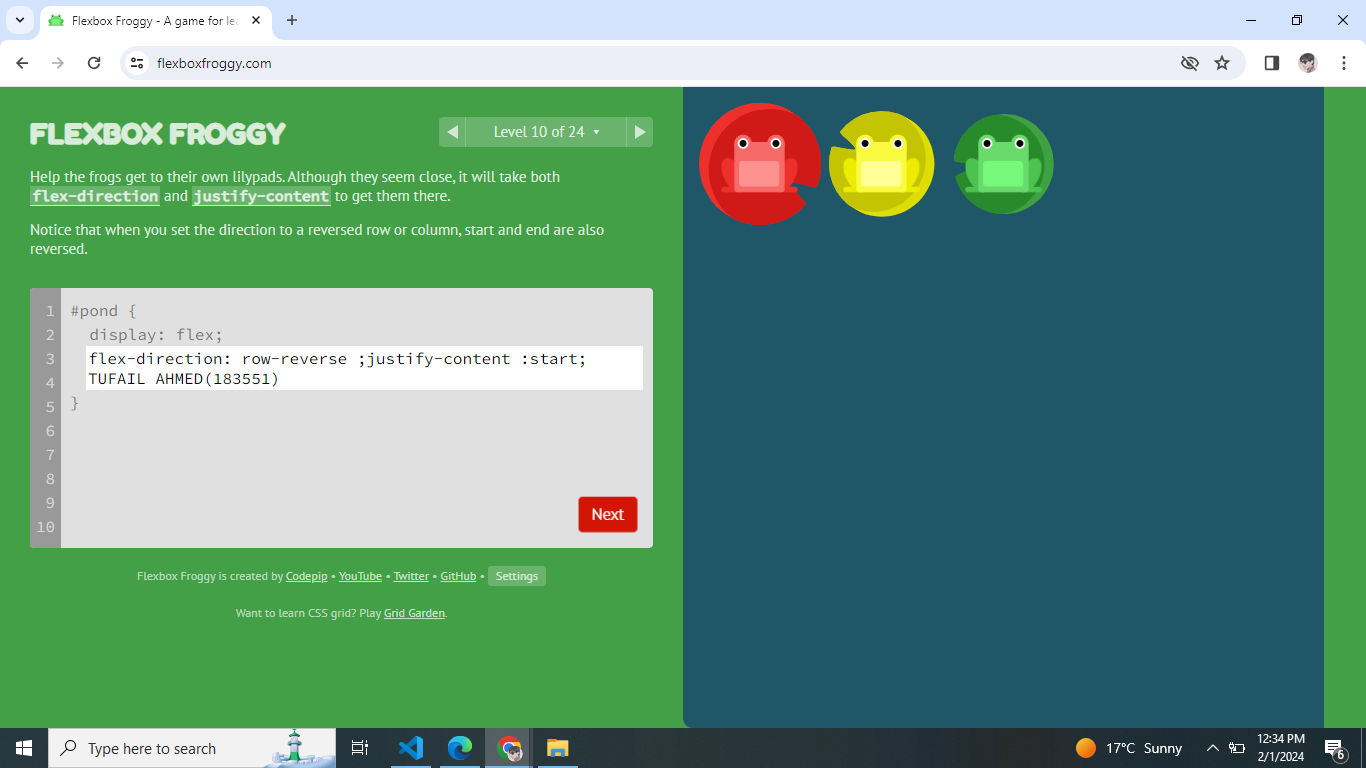 Flexbox Froggy - A game for lea
flexboxfroggy.com
FLEXBOX FROGGY
Level 10 of 24
Help the frogs get to their own lilypads. Although they seem close, it will take both
flex-direction and justify-content to get them there.
Notice that when you set the direction to a reversed row or column, start and end are also
reversed.
1 #pond {
2 display: flex;
3 flex-direction: row-reverse ;justify-content :start;
4 TUFAIL AHMED(183551)
5 }
6
7
8
9
10
Next
Flexbox Froggy is created by Codepip • YouTube • Twitter • GitHub • Settings
Want to learn CSS grid? Play Grid Garden.
Type here to search
17°C Sunny
12:34 PM
2/1/2024
6